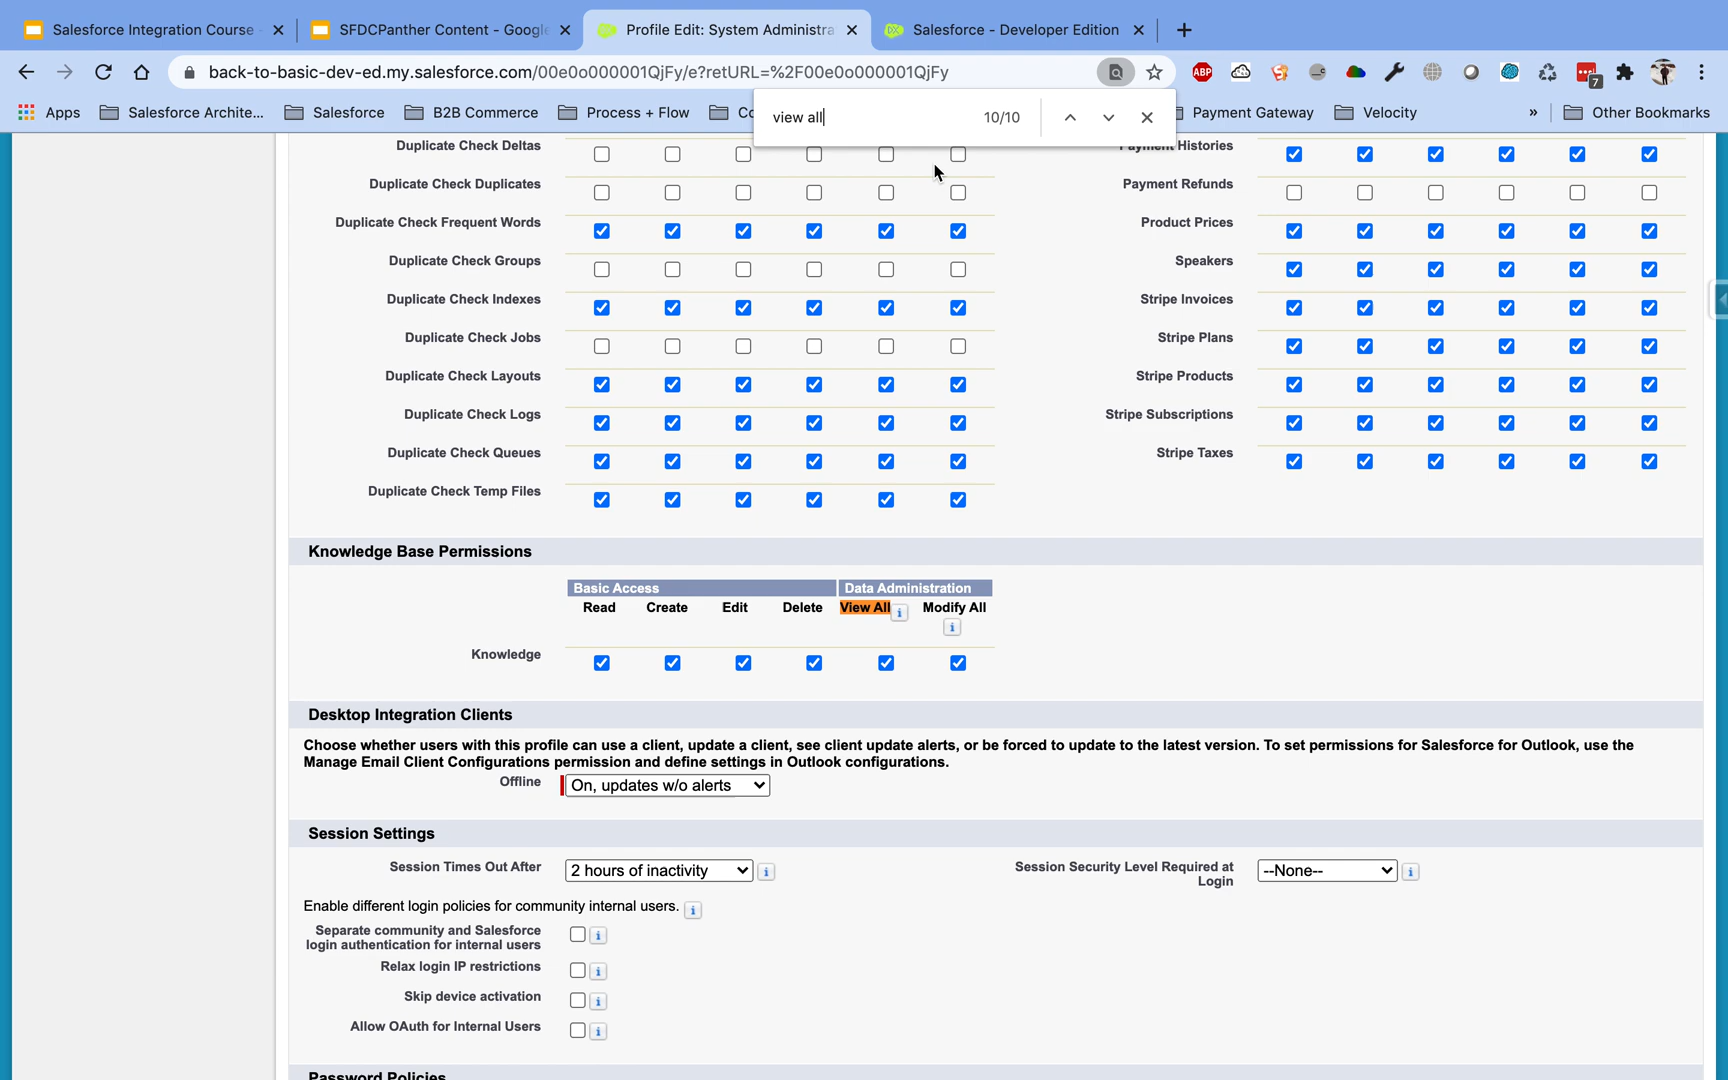 Salesforce Integration Course
SFDCPanther Content - Google
Profile Edit: System Administra
Salesforce - Developer Edition
back-to-basic-dev-ed.my.salesforce.com/00e0o000001QjFy/e?retURL=%2F00e0o000001QjFy
ABP
7
Apps
Salesforce Archite...
Salesforce
B2B Commerce
Process + Flow
Payment Gateway
Velocity
»
Other Bookmarks
view all
10/10
Duplicate Check Deltas
Duplicate Check Duplicates
Duplicate Check Frequent Words
Duplicate Check Groups
Duplicate Check Indexes
Duplicate Check Jobs
Duplicate Check Layouts
Duplicate Check Logs
Duplicate Check Queues
Duplicate Check Temp Files
Payment Histories
Payment Refunds
Product Prices
Speakers
Stripe Invoices
Stripe Plans
Stripe Products
Stripe Subscriptions
Stripe Taxes
Knowledge Base Permissions
Basic Access
Data Administration
Read Create Edit Delete View All i Modify All
i
Knowledge
Desktop Integration Clients
Choose whether users with this profile can use a client, update a client, see client update alerts, or be forced to update to the latest version. To set permissions for Salesforce for Outlook, use the
Manage Email Client Configurations permission and define settings in Outlook configurations.
Offline On, updates w/o alerts
Session Settings
Session Times Out After 2 hours of inactivity i
Session Security Level Required at
Login
--None-- i
Enable different login policies for community internal users. i
Separate community and Salesforce
login authentication for internal users
i
Relax login IP restrictions i
Skip device activation i
Allow OAuth for Internal Users i
Password Policies